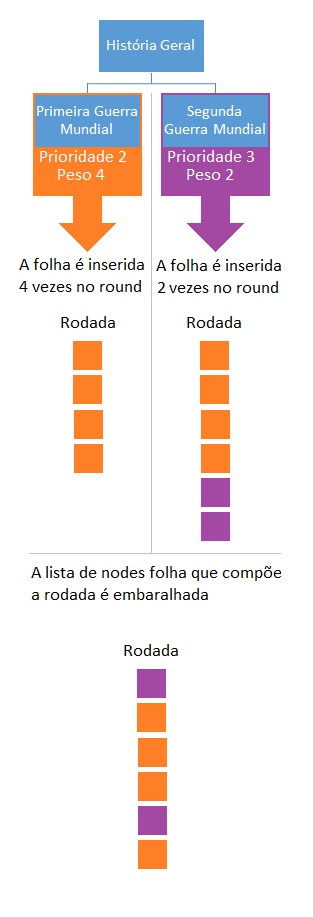 História Geral
Primeira Guerra
Mundial
Prioridade 2
Peso 4
Segunda
Guerra Mundial
Prioridade 3
Peso 2
A folha é inserida
4 vezes no round
Rodada
A folha é inserida
2 vezes no round
Rodada
A lista de nodes folha que compõe
a rodada é embaralhada
Rodada